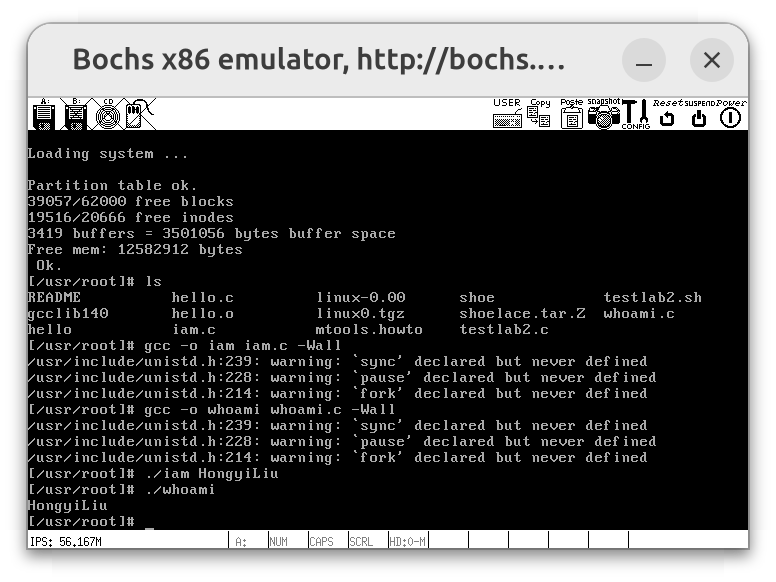 Bochs x86 emulator, http://bochs....
A: B: CD USER Copy Paste snapshot CONFIG Reset SUSPEND Power
Loading system ...
Partition table ok.
39057/62000 free blocks
19516/20666 free inodes
3419 buffers = 3501056 bytes buffer space
Free mem: 12582912 bytes
 Ok.
[/usr/root]# ls
README hello.c linux-0.00 shoe testlab2.sh
gcclib140 hello.o linux0.tgz shoelace.tar.Z whoami.c
hello iam.c mtools.howto testlab2.c
[/usr/root]# gcc -o iam iam.c -Wall
/usr/include/unistd.h:239: warning: `sync' declared but never defined
/usr/include/unistd.h:228: warning: `pause' declared but never defined
/usr/include/unistd.h:214: warning: `fork' declared but never defined
[/usr/root]# gcc -o whoami whoami.c -Wall
/usr/include/unistd.h:239: warning: `sync' declared but never defined
/usr/include/unistd.h:228: warning: `pause' declared but never defined
/usr/include/unistd.h:214: warning: `fork' declared but never defined
[/usr/root]# ./iam HongyiLiu
[/usr/root]# ./whoami
HongyiLiu
[/usr/root]# _
IPS: 56.167M A: NUM CAPS SCRL HD:0-M